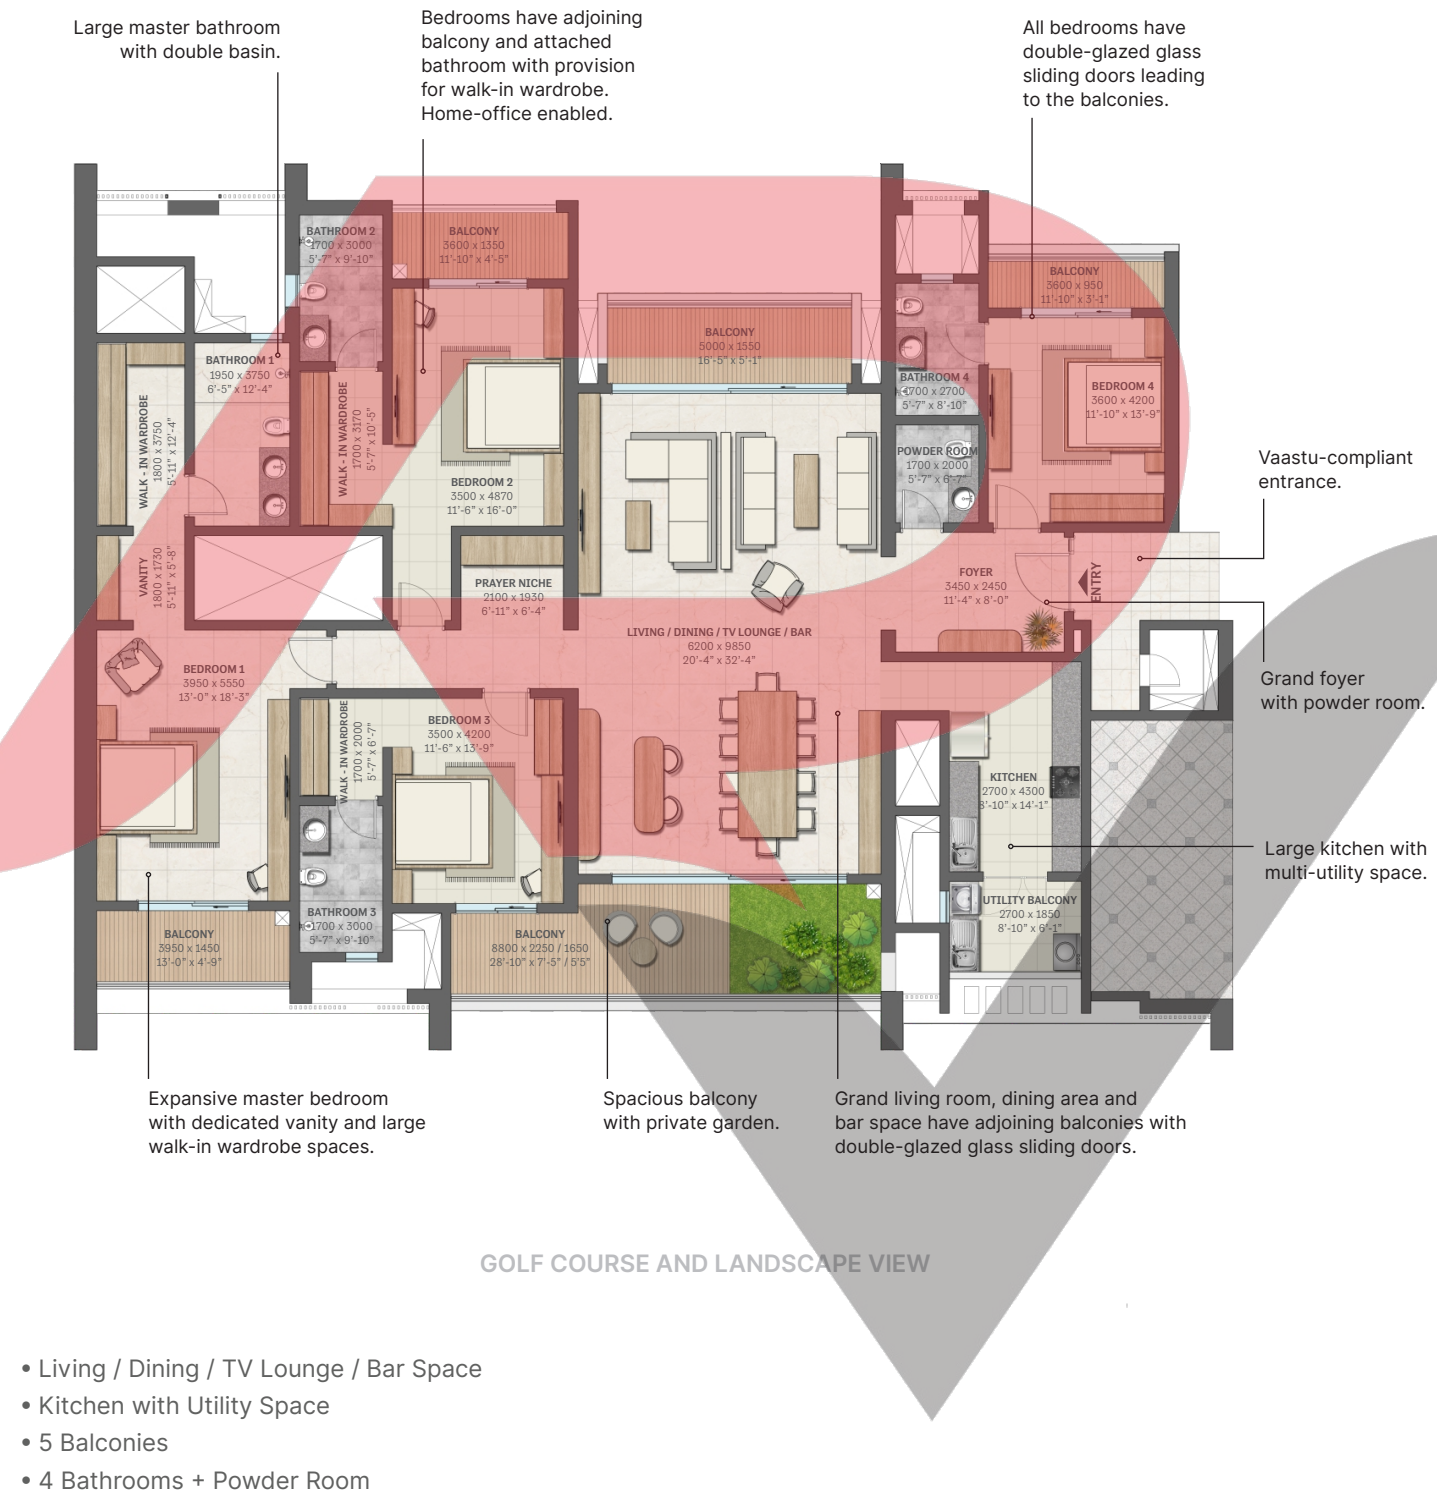 Large master bathroom
with double basin.
Bedrooms have adjoining
balcony and attached
bathroom with provision
for walk-in wardrobe.
Home-office enabled.
All bedrooms have
double-glazed glass
sliding doors leading
to the balconies.
BATHROOM 2
1700 x 3000
5'-7" x 9'-10"
BALCONY
3600 x 1350
11'-10" x 4'-5"
BALCONY
3600 x 950
11'-10" x 3'-1"
BALCONY
5000 x 1550
16'-5" x 5'-1"
BATHROOM 1
1950 x 3750
6'-5" x 12'-4"
WALK - IN WARDROBE
1800 x 3750
5'-11" x 12'-4"
WALK - IN WARDROBE
1700 x 3170
5'-7" x 10'-5"
BATHROOM 4
1700 x 2700
5'-7" x 8'-10"
BEDROOM 4
3600 x 4200
11'-10" x 13'-9"
POWDER ROOM
1700 x 2000
5'-7" x 6'-7"
BEDROOM 2
3500 x 4870
11'-6" x 16'-0"
Vaastu-compliant
entrance.
VANITY
1800 x 1730
5'-11" x 5'-8"
PRAYER NICHE
2100 x 1930
6'-11" x 6'-4"
FOYER
3450 x 2450
11'-4" x 8'-0"
ENTRY
LIVING / DINING / TV LOUNGE / BAR
6200 x 9850
20'-4" x 32'-4"
BEDROOM 1
3950 x 5550
13'-0" x 18'-3"
Grand foyer
with powder room.
WALK - IN WARDROBE
1700 x 2000
5'-7" x 6'-7"
BEDROOM 3
3500 x 4200
11'-6" x 13'-9"
KITCHEN
2700 x 4300
8'-10" x 14'-1"
Large kitchen with
multi-utility space.
UTILITY BALCONY
2700 x 1850
8'-10" x 6'-1"
BATHROOM 3
1700 x 3000
5'-7" x 9'-10"
BALCONY
3950 x 1450
13'-0" x 4'-9"
BALCONY
8800 x 2250 / 1650
28'-10" x 7'-5" / 5'5"
Expansive master bedroom
with dedicated vanity and large
walk-in wardrobe spaces.
Spacious balcony
with private garden.
Grand living room, dining area and
bar space have adjoining balconies with
double-glazed glass sliding doors.
GOLF COURSE AND LANDSCAPE VIEW
• Living / Dining / TV Lounge / Bar Space
• Kitchen with Utility Space
• 5 Balconies
• 4 Bathrooms + Powder Room